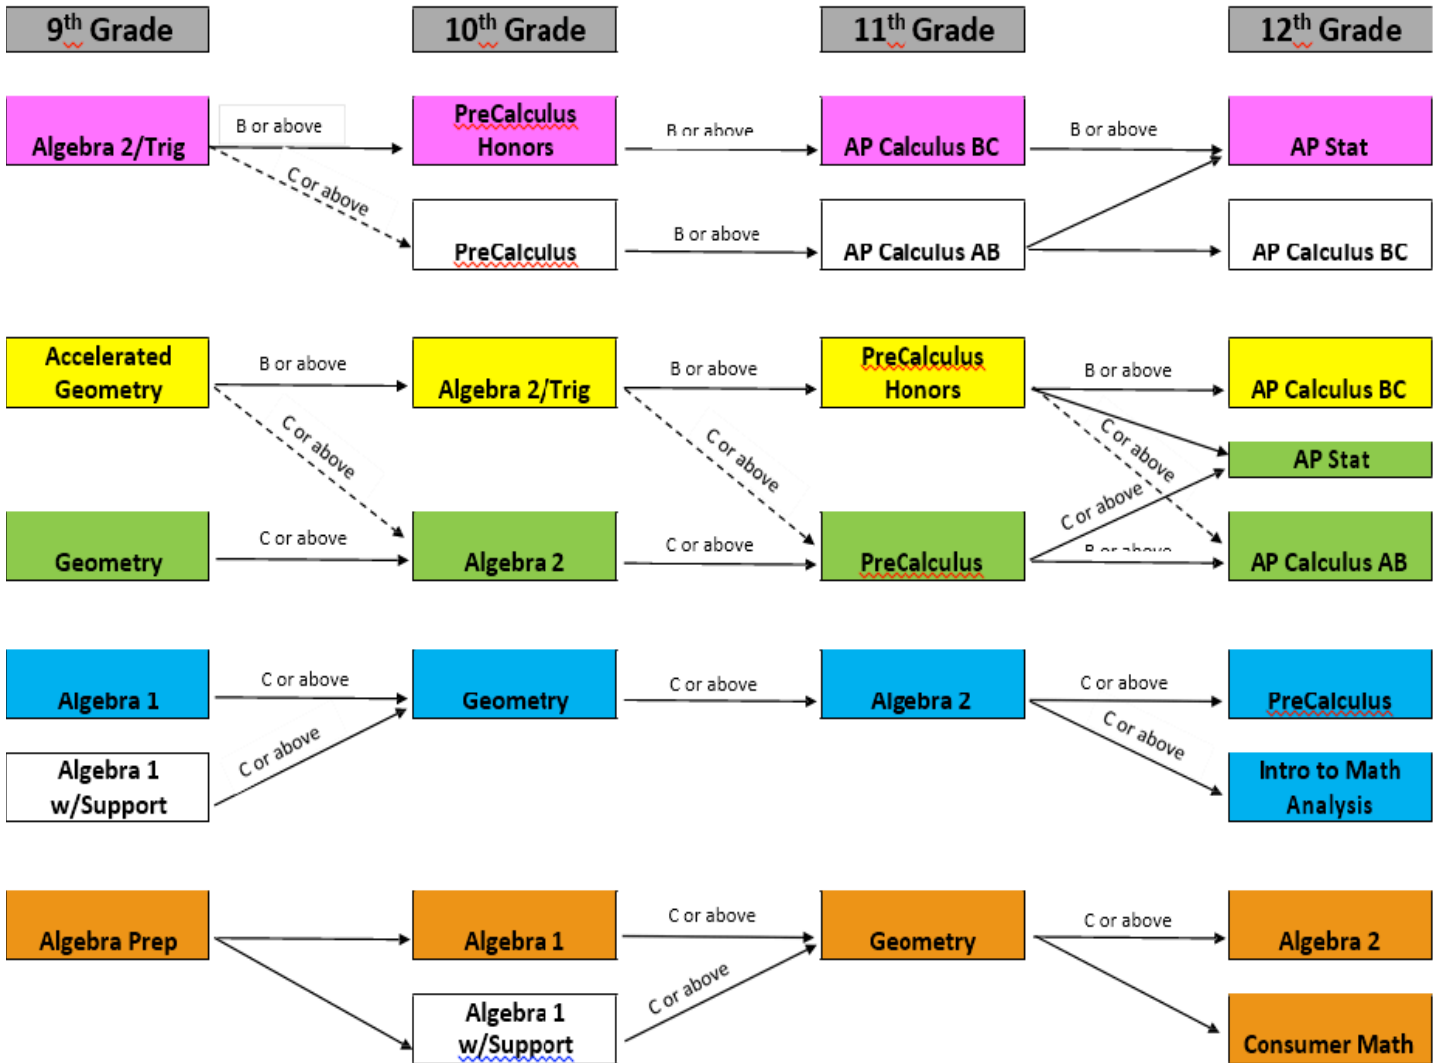 9th Grade
10th Grade
11th Grade
12th Grade
Algebra 2/Trig
B or above
C or above
PreCalculus
Honors
B or above
AP Calculus BC
B or above
AP Stat
PreCalculus
B or above
AP Calculus AB
AP Calculus BC
Accelerated
Geometry
B or above
C or above
Algebra 2/Trig
B or above
C or above
PreCalculus
Honors
B or above
C or above
AP Calculus BC
AP Stat
Geometry
C or above
Algebra 2
C or above
PreCalculus
C or above
B or above
AP Calculus AB
Algebra 1
C or above
Geometry
C or above
Algebra 2
C or above
C or above
PreCalculus
Algebra 1
w/Support
C or above
Intro to Math
Analysis
Algebra Prep
Algebra 1
C or above
Geometry
C or above
Algebra 2
Algebra 1
w/Support
C or above
Consumer Math